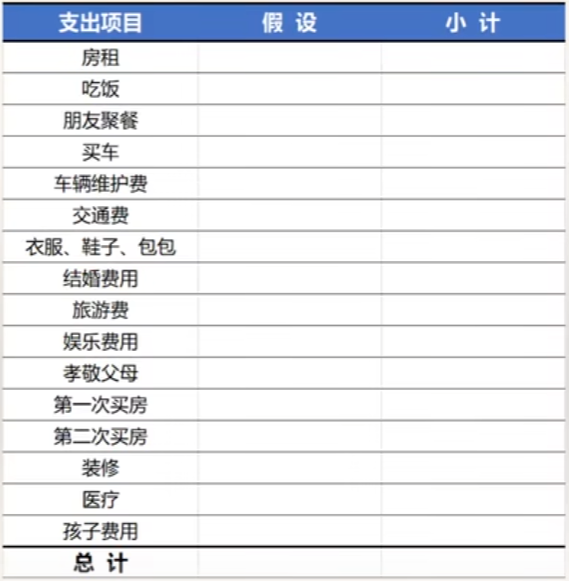 支出项目 假 设 小 计
房租
吃饭
朋友聚餐
买车
车辆维护费
交通费
衣服、鞋子、包包
结婚费用
旅游费
娱乐费用
孝敬父母
第一次买房
第二次买房
装修
医疗
孩子费用
总 计